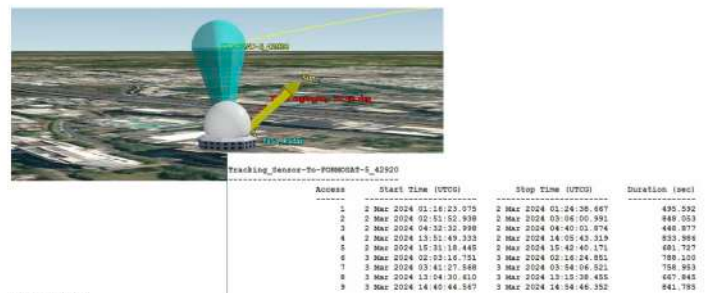 Tracking_Sensor-To-FORMOSAT-5_42920
Access Start Time (UTCG) Stop Time (UTCG) Duration (sec)
1 2 Mar 2024 01:16:23.075 2 Mar 2024 01:24:38.667 495.592
2 2 Mar 2024 02:51:52.938 2 Mar 2024 03:06:00.991 848.053
3 2 Mar 2024 04:32:32.998 2 Mar 2024 04:40:01.874 448.877
4 2 Mar 2024 13:51:49.333 2 Mar 2024 14:05:43.319 833.986
5 2 Mar 2024 15:31:18.445 2 Mar 2024 15:42:40.171 681.727
6 3 Mar 2024 02:03:16.751 3 Mar 2024 02:16:24.851 788.100
7 3 Mar 2024 03:41:27.568 3 Mar 2024 03:54:06.521 758.953
8 3 Mar 2024 13:04:30.610 3 Mar 2024 13:15:38.455 667.845
9 3 Mar 2024 14:40:44.567 3 Mar 2024 14:54:46.352 841.785